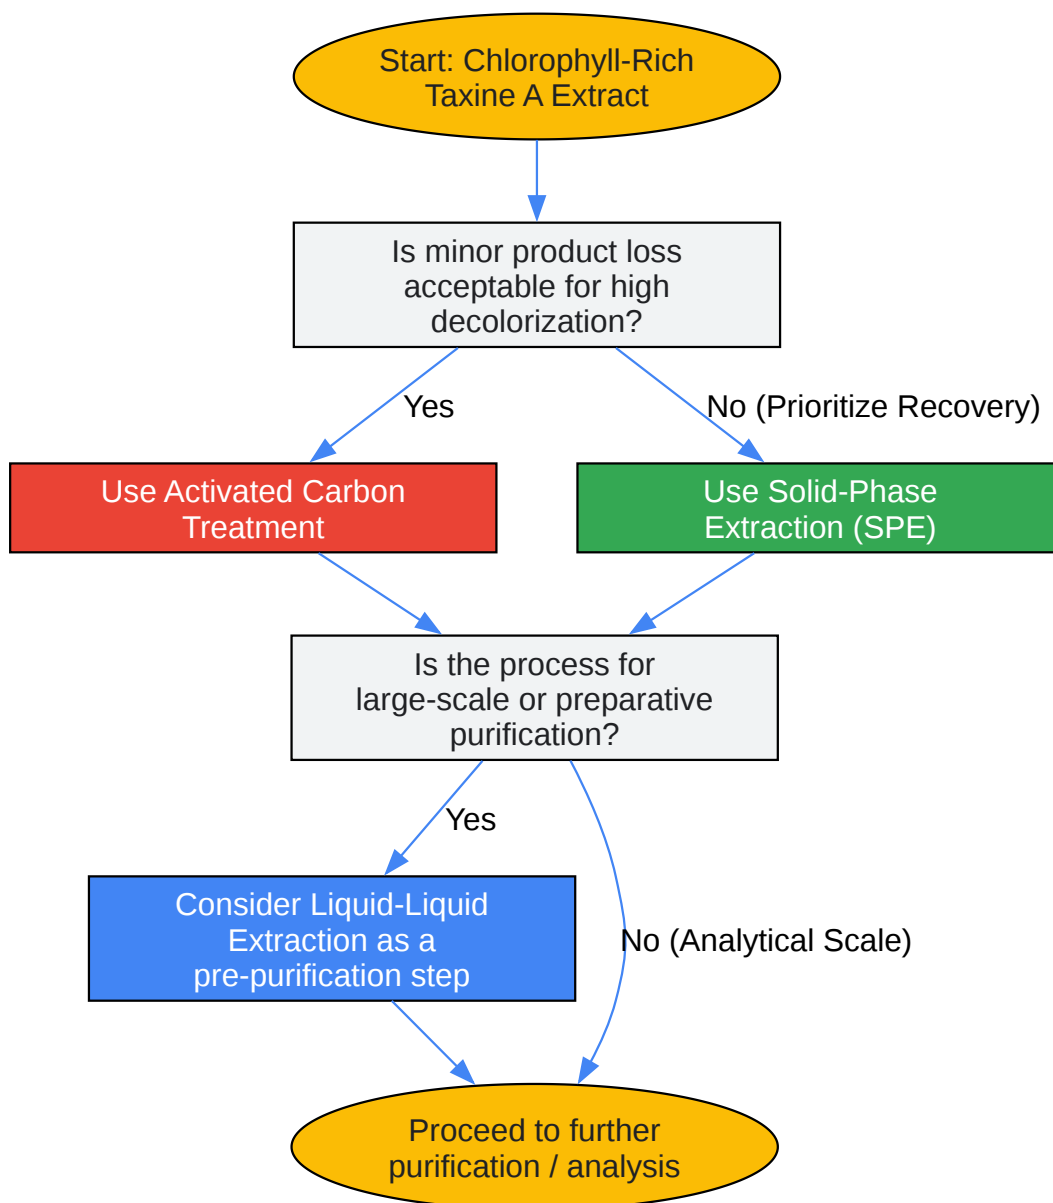 Start: Chlorophyll-Rich
Taxine A Extract
Is minor product loss
acceptable for high
decolorization?
Yes
No (Prioritize Recovery)
Use Activated Carbon
Treatment
Use Solid-Phase
Extraction (SPE)
Is the process for
large-scale or preparative
purification?
Yes
Consider Liquid-Liquid
Extraction as a
pre-purification step
No (Analytical Scale)
Proceed to further
purification / analysis